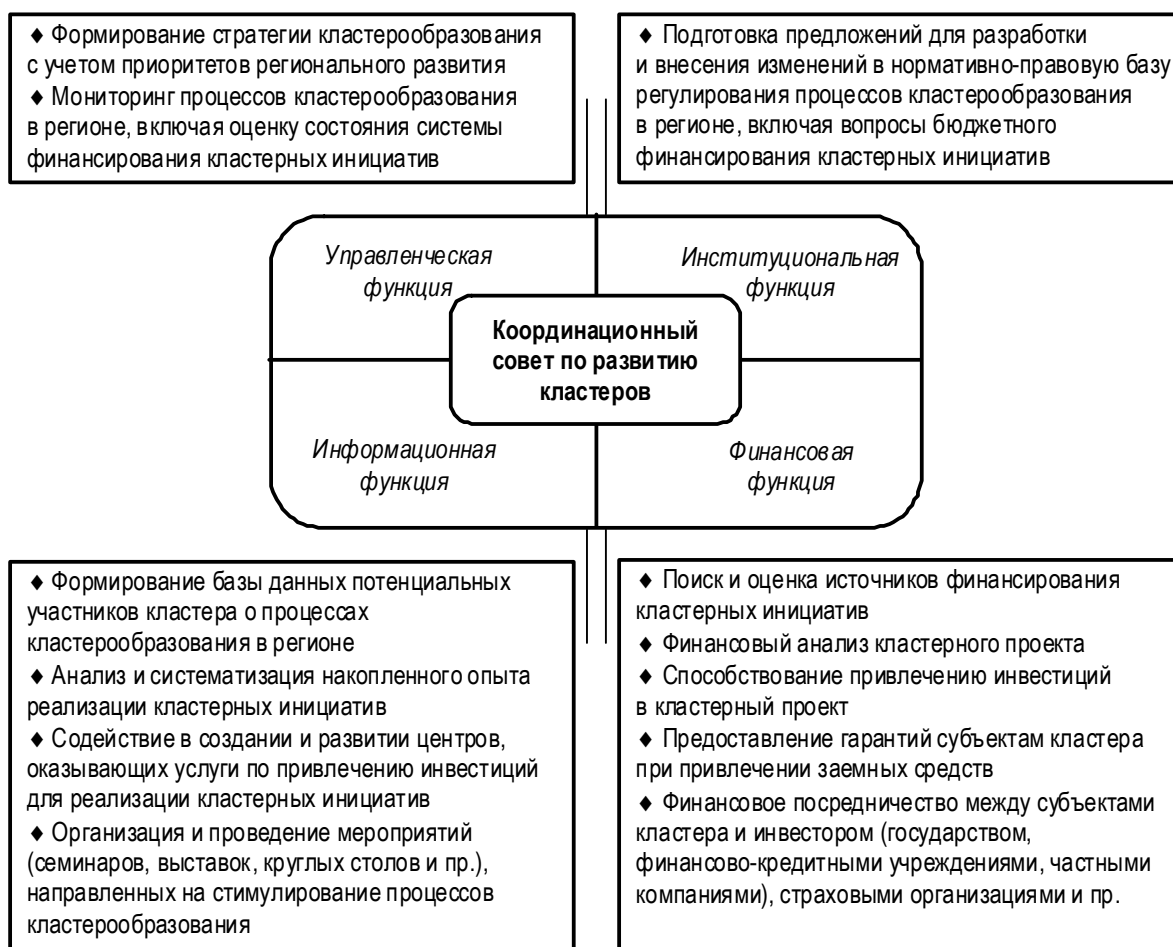 ♦ Формирование стратегии кластерообразования
с учетом приоритетов регионального развития
♦ Мониторинг процессов кластерообразования
в регионе, включая оценку состояния системы
финансирования кластерных инициатив
♦ Подготовка предложений для разработки
и внесения изменений в нормативно-правовую базу
регулирования процессов кластерообразования
в регионе, включая вопросы бюджетного
финансирования кластерных инициатив
Управленческая
функция
Институциональная
функция
Координационный
совет по развитию
кластеров
Информационная
функция
Финансовая
функция
♦ Формирование базы данных потенциальных
участников кластера о процессах
кластерообразования в регионе
♦ Анализ и систематизация накопленного опыта
реализации кластерных инициатив
♦ Содействие в создании и развитии центров,
оказывающих услуги по привлечению инвестиций
для реализации кластерных инициатив
♦ Организация и проведение мероприятий
(семинаров, выставок, круглых столов и пр.),
направленных на стимулирование процессов
кластерообразования
♦ Поиск и оценка источников финансирования
кластерных инициатив
♦ Финансовый анализ кластерного проекта
♦ Способствование привлечению инвестиций
в кластерный проект
♦ Предоставление гарантий субъектам кластера
при привлечении заемных средств
♦ Финансовое посредничество между субъектами
кластера и инвестором (государством,
финансово-кредитными учреждениями, частными
компаниями), страховыми организациями и пр.